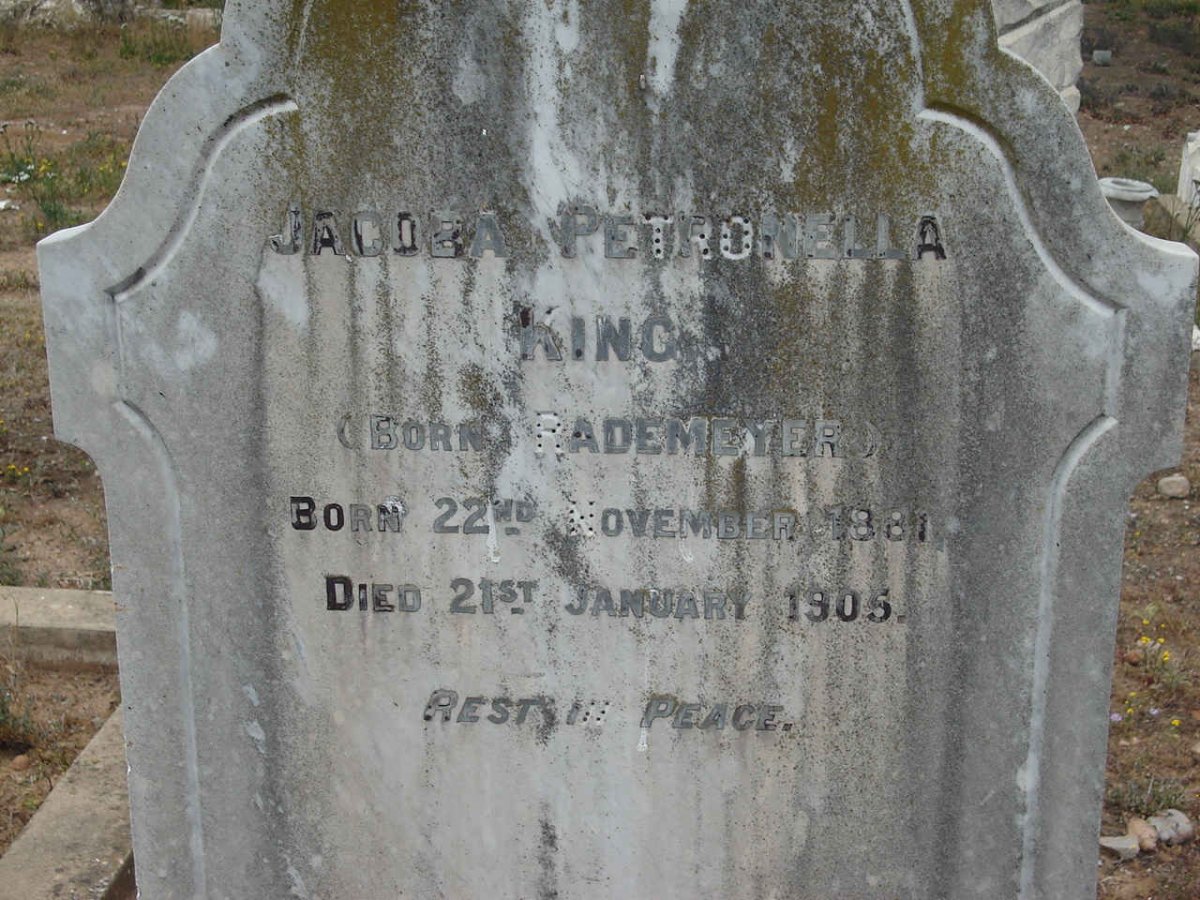 JACOBA PETRONELLA
KING.
(BORN RADEMEYER)
BORN 22ND NOVEMBER 1881,
DIED 21ST JANUARY 1905.
REST IN PEACE.